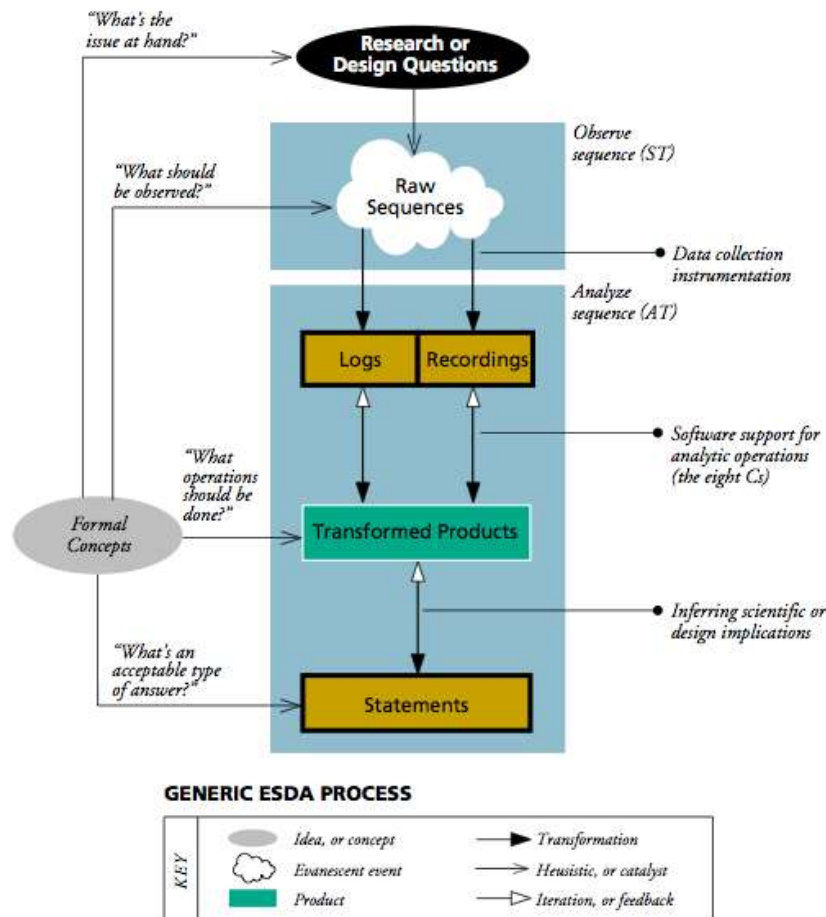 "What's the
issue at hand?"
Research or
Design Questions
Observe
sequence (ST)
"What should
be observed?"
Raw
Sequences
Data collection
instrumentation
Analyze
sequence (AT)
Logs
Recordings
"What
operations
should be
done?"
Software support for
analytic operations
(the eight Cs)
Formal
Concepts
Transformed Products
Inferring scientific or
design implications
"What's an
acceptable type
of answer?"
Statements
GENERIC ESDA PROCESS
KEY
Idea, or concept
Transformation
Evanescent event
Heusistic, or catalyst
Product
Iteration, or feedback